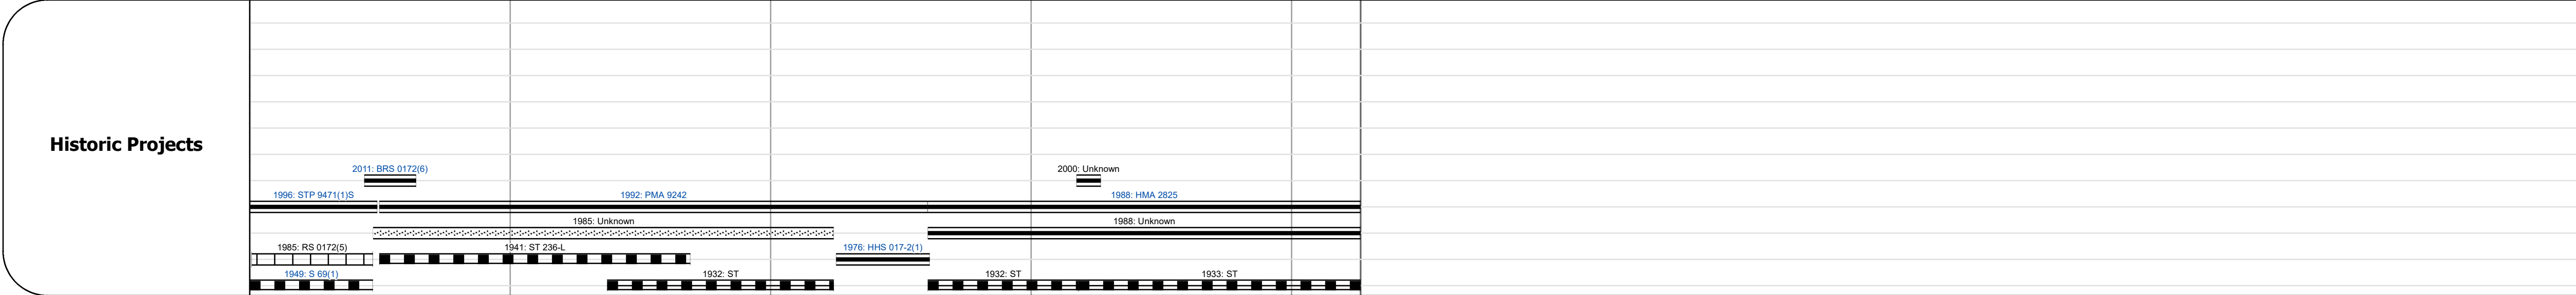 Historic Projects
2011: BRS 0172(6)
2000: Unknown
1996: STP 9471(1)S
1992: PMA 9242
1988: HMA 2825
1985: Unknown
1988: Unknown
1985: RS 0172(5)
1941: ST 236-L
1976: HHS 017-2(1)
1949: S 69(1)
1932: ST
1932: ST
1933: ST